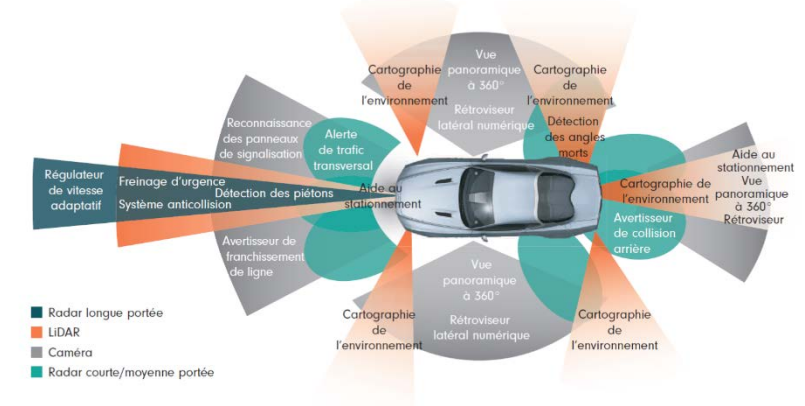 Vue
panoramique
à 360°
Rétroviseur
latéral numérique
Cartographie
de
l'environnement
Cartographie
de
l'environnement
Détection
des angles
morts
Reconnaissance
des panneaux
de signalisation
Alerte
de trafic
transversal
Régulateur
de vitesse
adaptatif
Freinage d'urgence
Système anticollision
Détection des piétons
Aide au
stationnement
Cartographie de
l'environnement
Aide au
stationnement
Vue
panoramique
à 360°
Rétroviseur
Avertisseur
de collision
arrière
Avertisseur de
franchissement
de ligne
Vue
panoramique
à 360°
Rétroviseur
latéral numérique
Cartographie
de
l'environnement
Cartographie
de
l'environnement
Radar longue portée
LiDAR
Caméra
Radar courte/moyenne portée